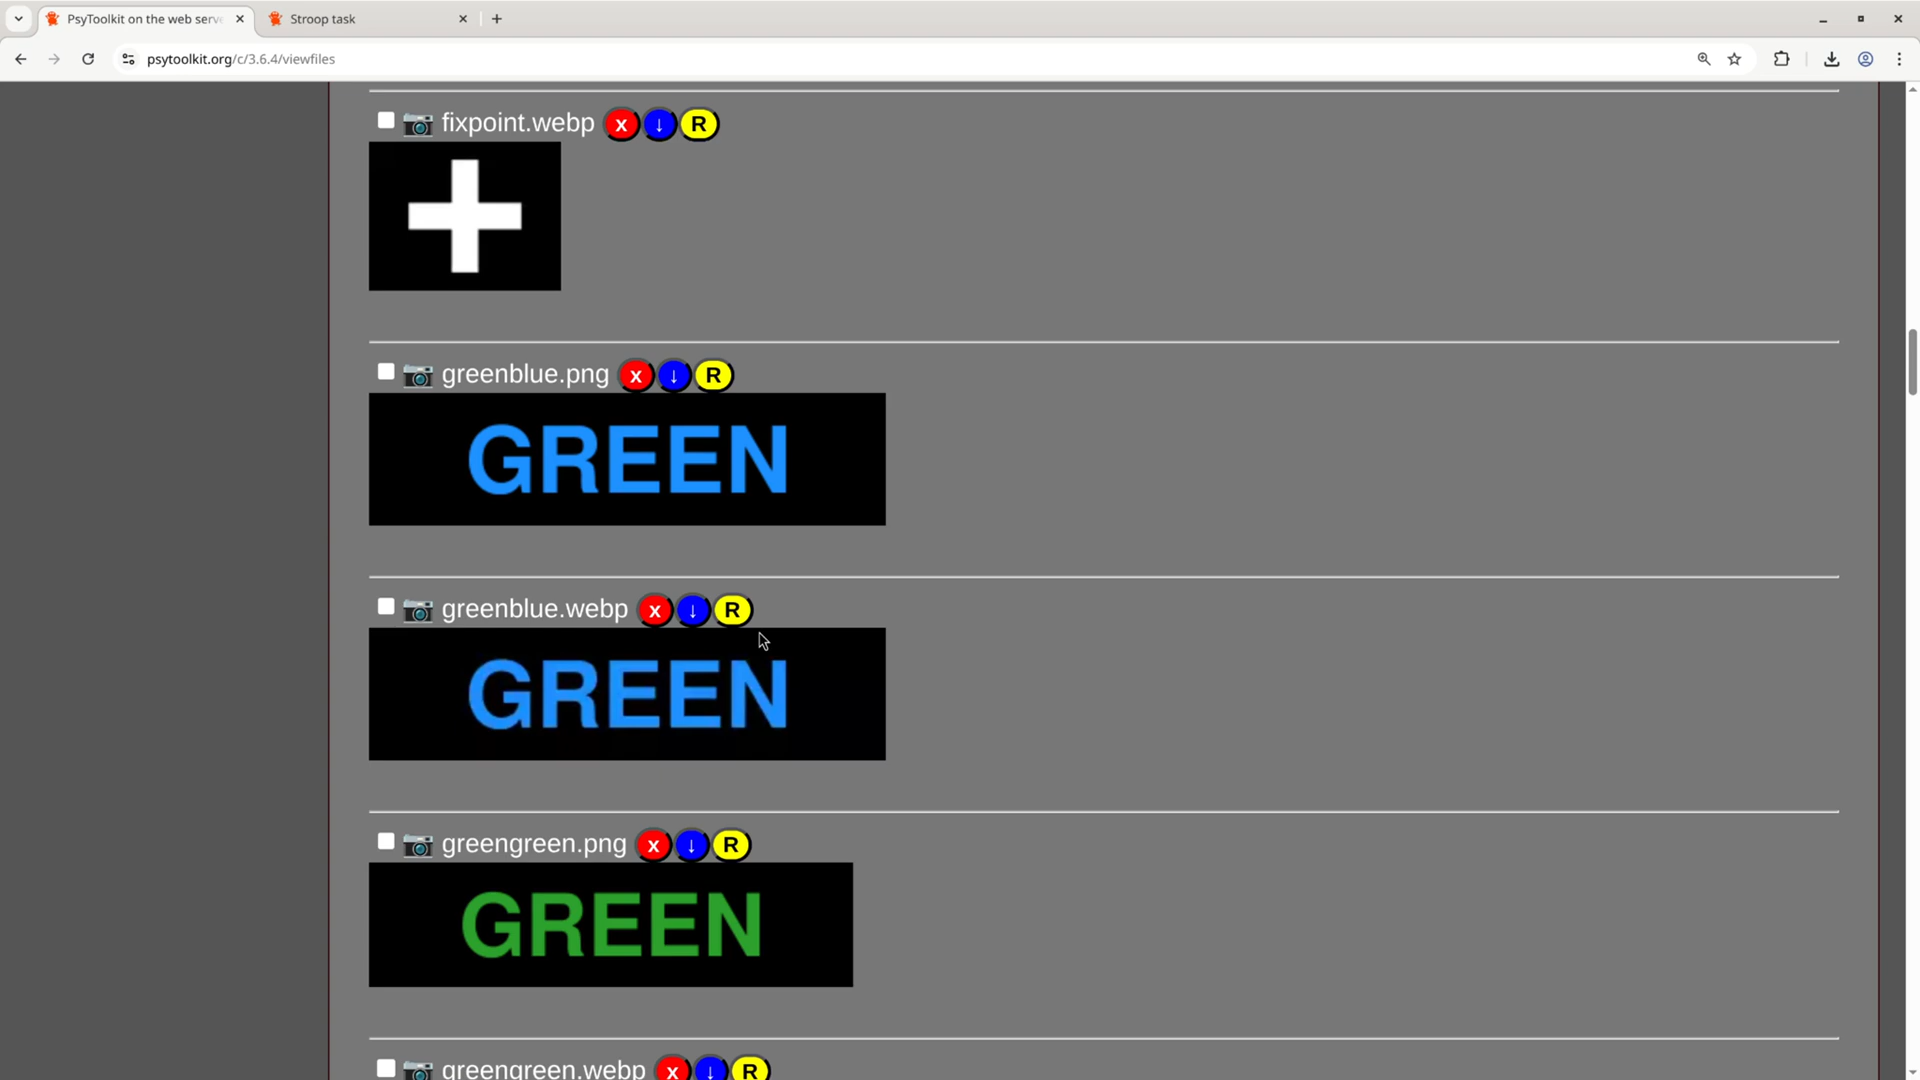 PsyToolkit on the web serve
Stroop task
psytoolkit.org/c/3.6.4/viewfiles
fixpoint.webp x ↓ R
greenblue.png x ↓ R
GREEN
greenblue.webp x ↓ R
GREEN
greengreen.png x ↓ R
GREEN
greengreen.webp x ↓ R